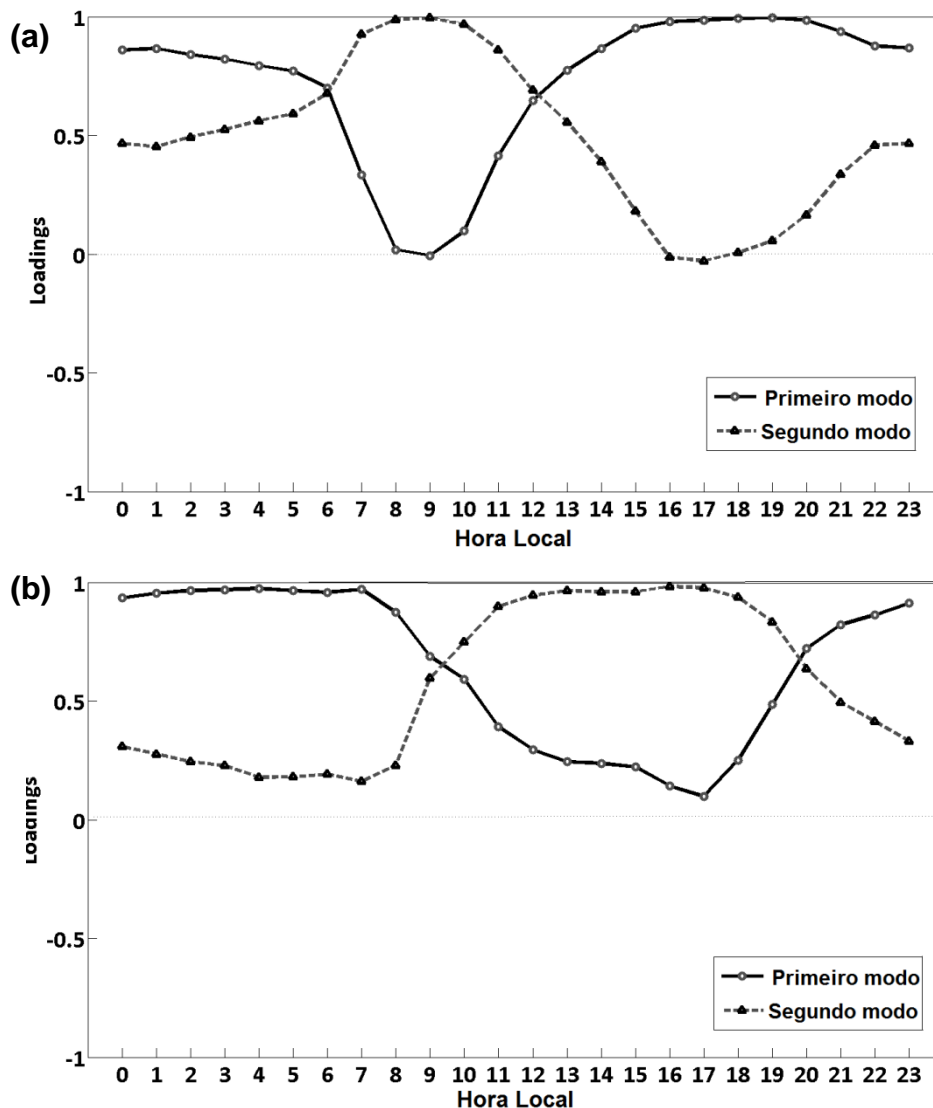 (a)
1
0.5
0
-0.5
-1
Loadings
Primeiro modo
Segundo modo
0 1 2 3 4 5 6 7 8 9 10 11 12 13 14 15 16 17 18 19 20 21 22 23
Hora Local
(b)
1
0.5
0
-0.5
-1
Loadings
Primeiro modo
Segundo modo
0 1 2 3 4 5 6 7 8 9 10 11 12 13 14 15 16 17 18 19 20 21 22 23
Hora Local